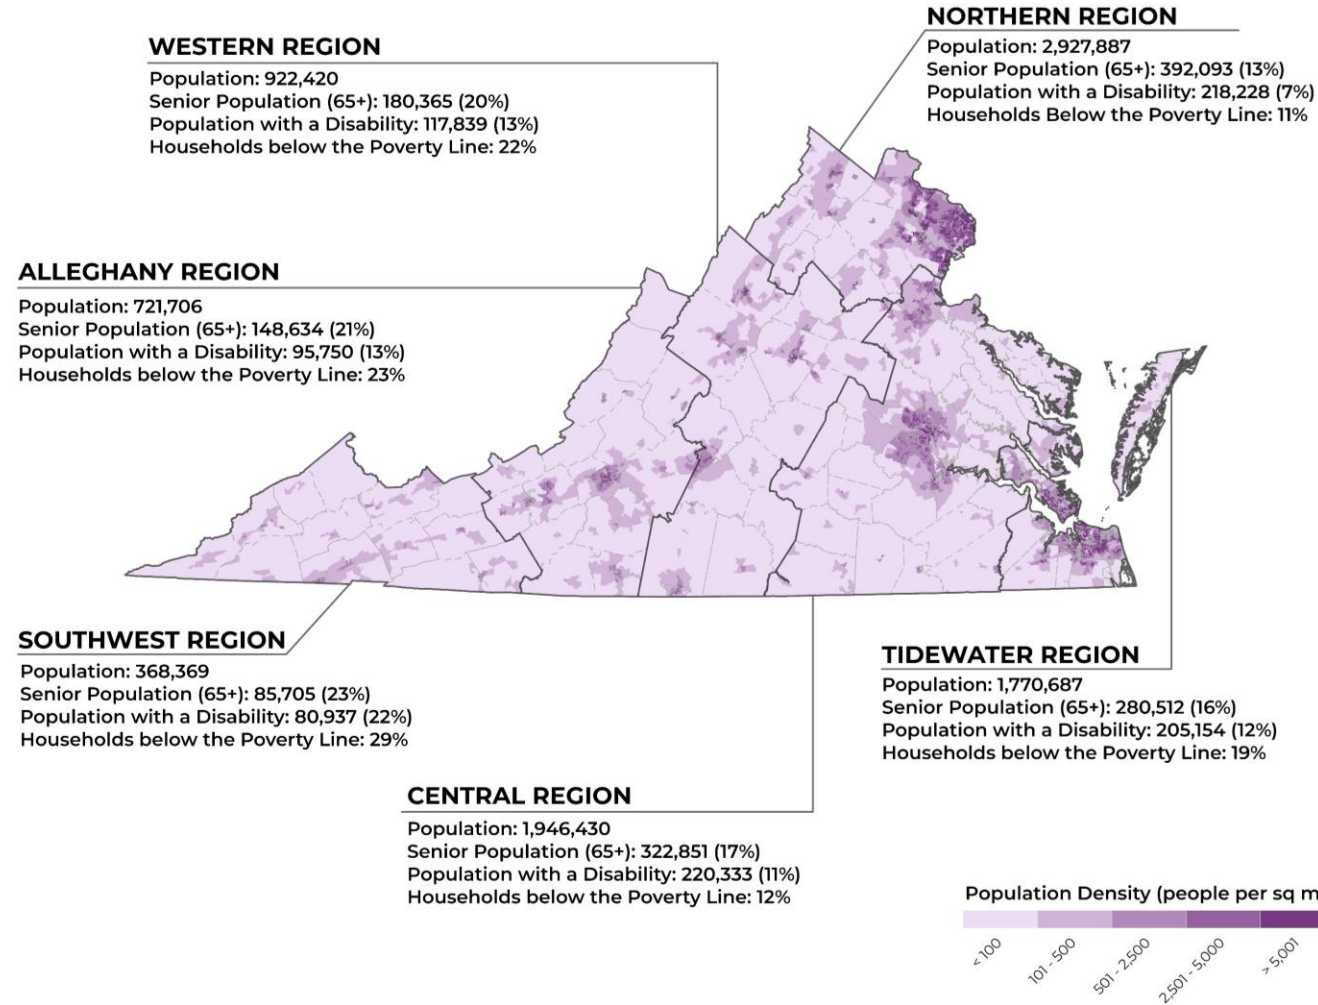 NORTHERN REGION
Population: 2,927,887
Senior Population (65+): 392,093 (13%)
Population with a Disability: 218,228 (7%)
Households Below the Poverty Line: 11%
WESTERN REGION
Population: 922,420
Senior Population (65+): 180,365 (20%)
Population with a Disability: 117,839 (13%)
Households below the Poverty Line: 22%
ALLEGHANY REGION
Population: 721,706
Senior Population (65+): 148,634 (21%)
Population with a Disability: 95,750 (13%)
Households below the Poverty Line: 23%
SOUTHWEST REGION
Population: 368,369
Senior Population (65+): 85,705 (23%)
Population with a Disability: 80,937 (22%)
Households below the Poverty Line: 29%
TIDEWATER REGION
Population: 1,770,687
Senior Population (65+): 280,512 (16%)
Population with a Disability: 205,154 (12%)
Households below the Poverty Line: 19%
CENTRAL REGION
Population: 1,946,430
Senior Population (65+): 322,851 (17%)
Population with a Disability: 220,333 (11%)
Households below the Poverty Line: 12%
Population Density (people per sq m
< 100
101 - 500
501 - 2,500
2,501 - 5,000
> 5,001